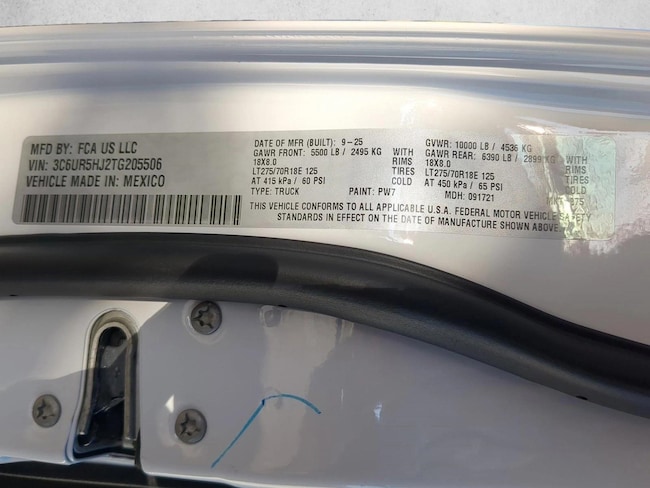 MFD BY: FCA US LLC
VIN: 3C6UR5HJ2TG205506
VEHICLE MADE IN: MEXICO
DATE OF MFR (BUILT): 9-25 GVWR: 10000 LB / 4536 KG
GAWR FRONT: 5500 LB / 2495 KG WITH GAWR REAR: 6390 LB / 2899 KG WITH
18X8.0 RIMS 18X8.0 RIMS
LT275/70R18E 125 TIRES LT275/70R18E 125 TIRES
AT 415 kPa / 60 PSI COLD AT 450 kPa / 65 PSI COLD
TYPE: TRUCK PAINT: PW7 MDH: 091721
THIS VEHICLE CONFORMS TO ALL APPLICABLE U.S.A. FEDERAL MOTOR VEHICLE SAFETY
STANDARDS IN EFFECT ON THE DATE OF MANUFACTURE SHOWN ABOVE.